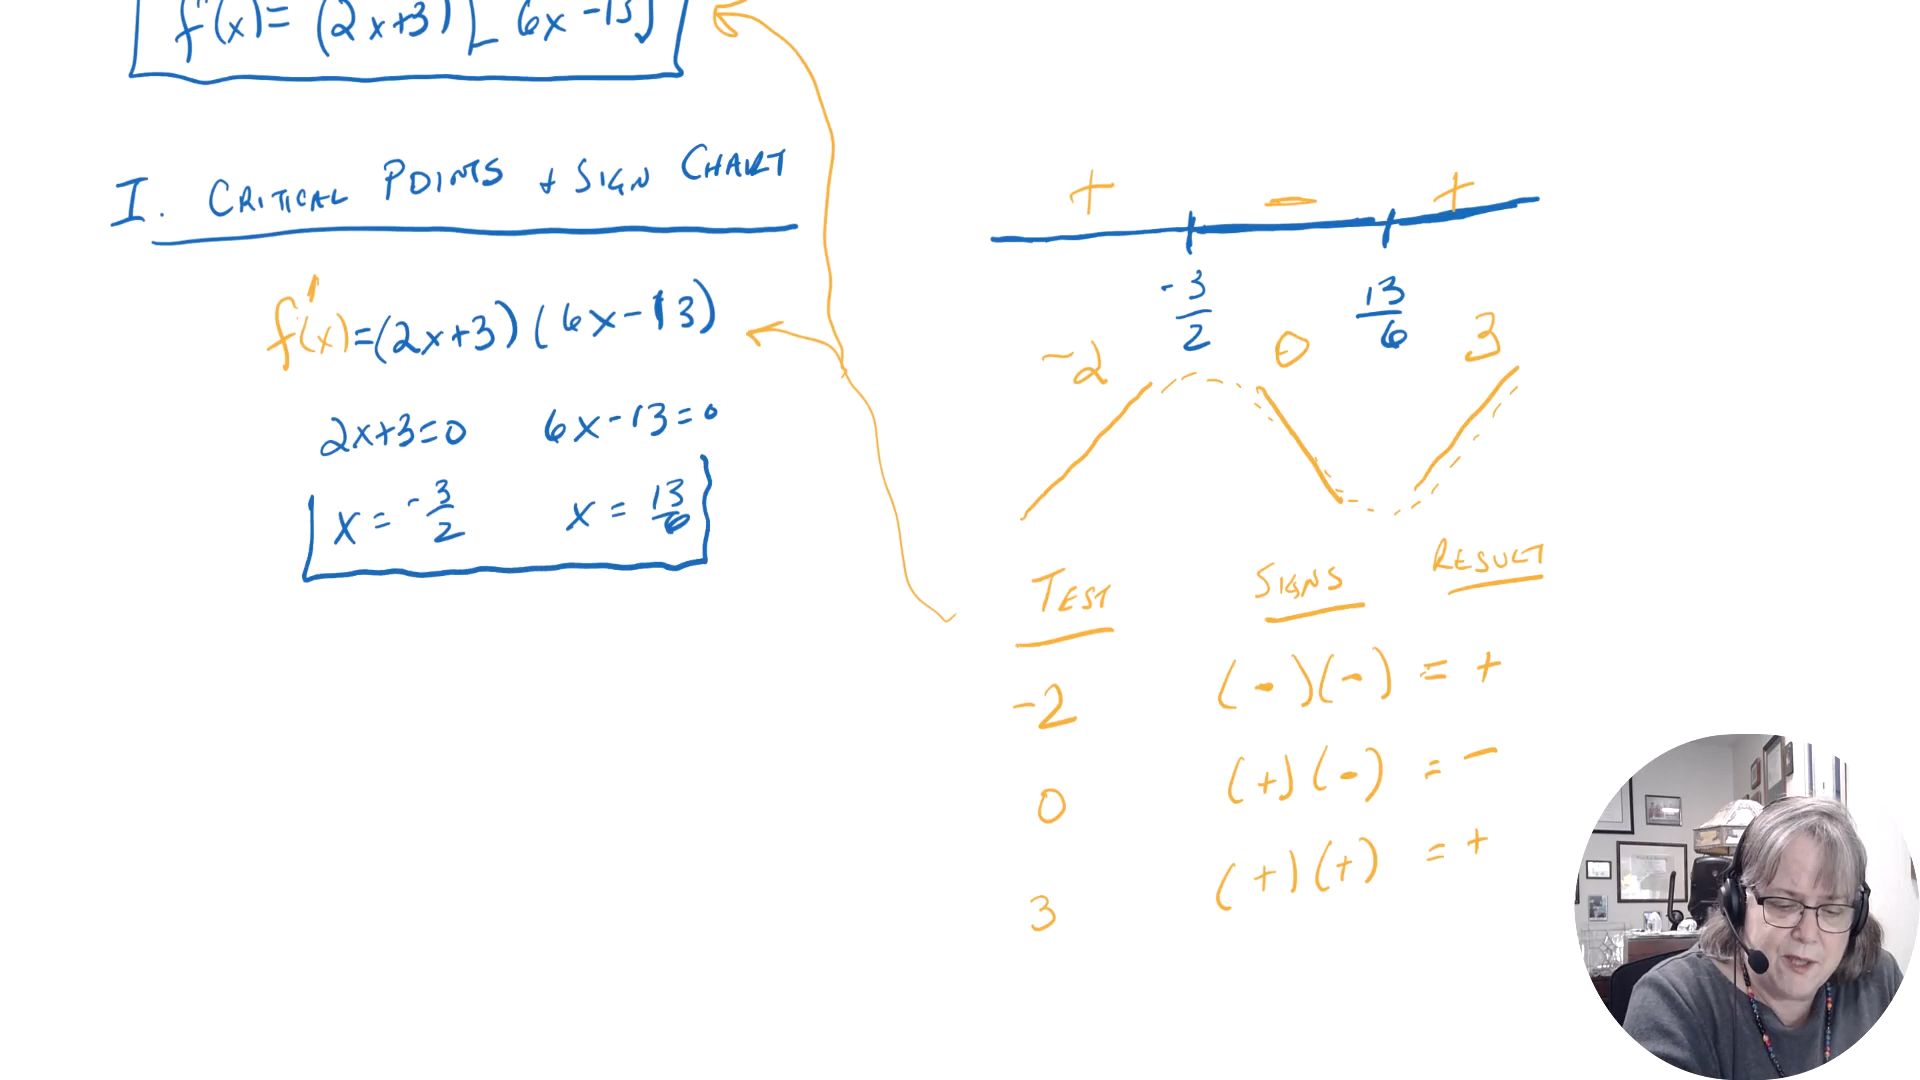 f'(x)= (2x+3)[6x-13]
I. CRITICAL POINTS + SIGN CHART
f'(x)=(2x+3)(6x-13)
2x+3=0 6x-13=0
x = -3/2 x = 13/6
+ - +
-3/2 13/6
-2 0 3
TEST SIGNS RESULT
-2 (-)(-) = +
0 (+)(-) = -
3 (+)(+) = +